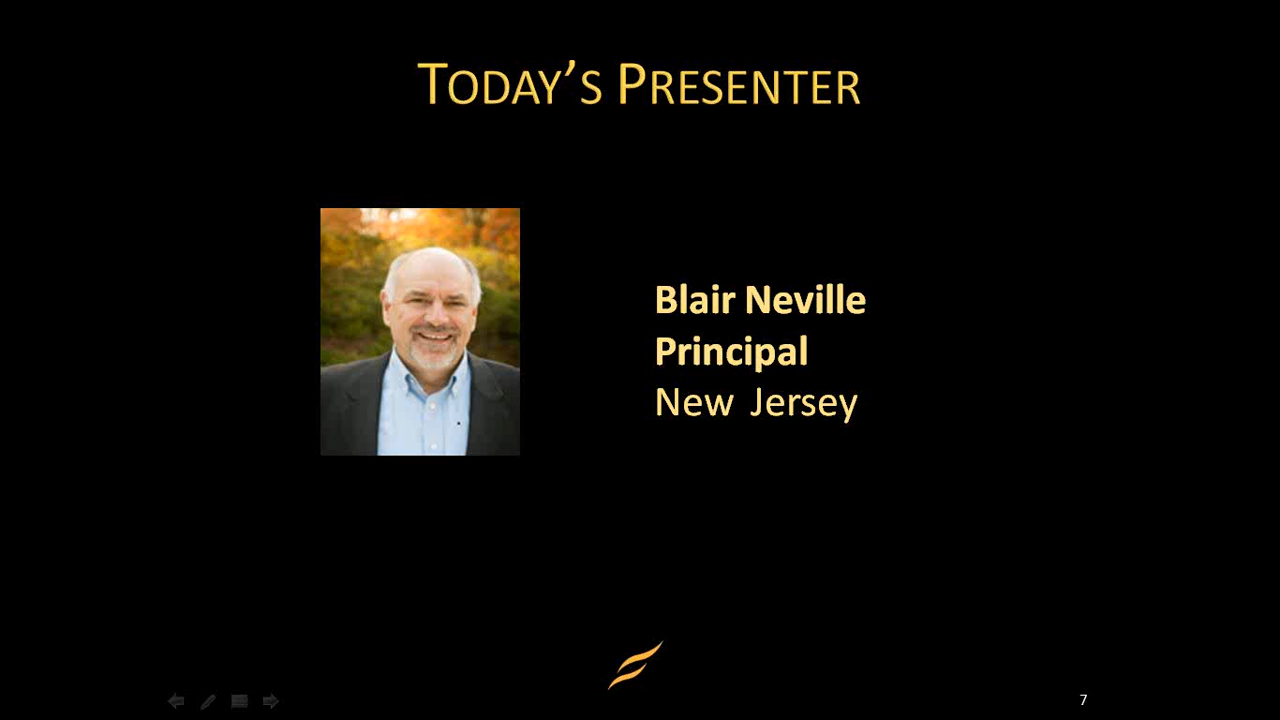 TODAY'S PRESENTER
Blair Neville
Principal
New Jersey
7